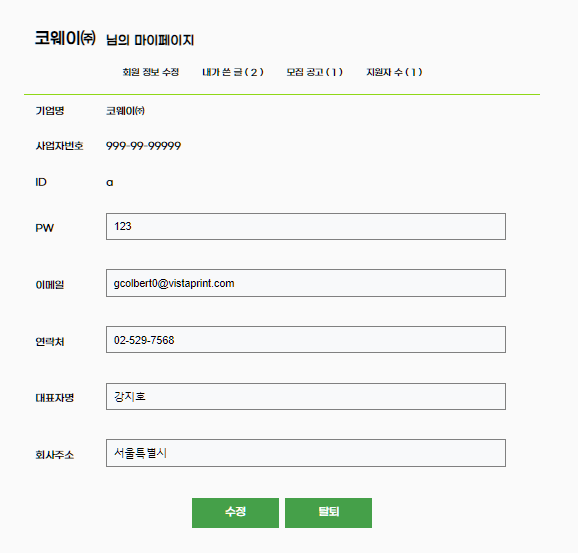 코웨이㈜ 님의 마이페이지
회원 정보 수정 내가 쓴 글 ( 2 ) 모집 공고 ( 1 ) 지원자 수 ( 1 )
기업명 코웨이㈜
사업자번호 999-99-99999
ID a
PW 123
이메일 gcolbert0@vistaprint.com
연락처 02-529-7568
대표자명 강지호
회사주소 서울특별시
수정 탈퇴